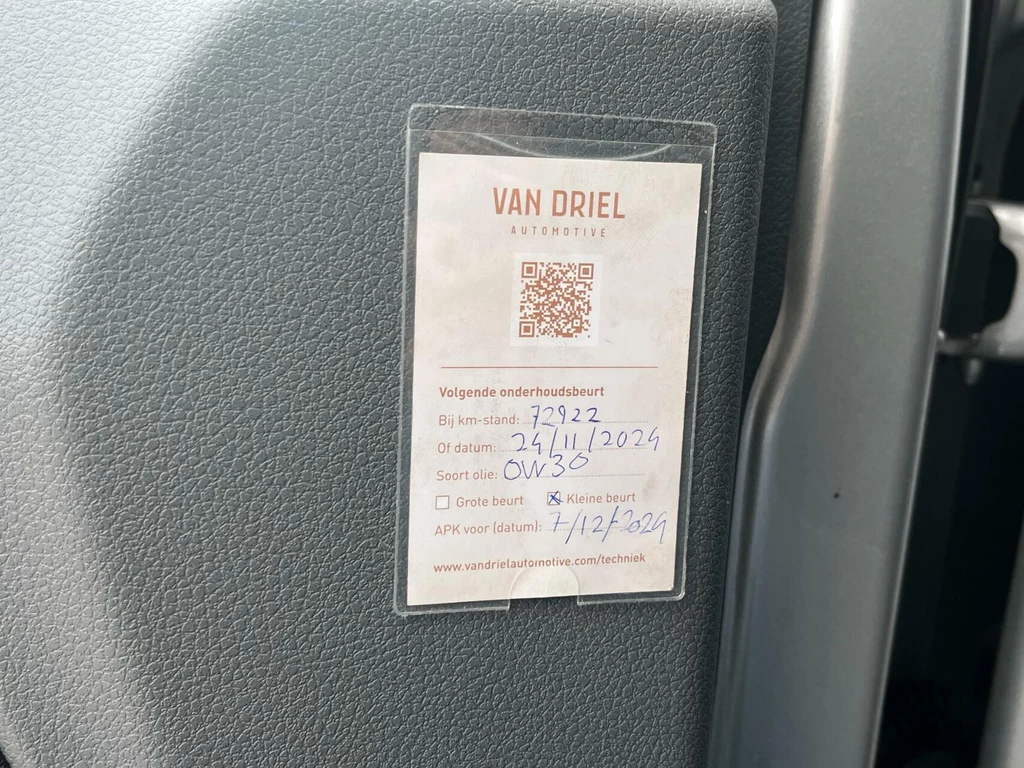 VAN DRIEL
AUTOMOTIVE
Volgende onderhoudsbeurt
Bij km-stand: 72922
Of datum: 24/11/2024
Soort olie: 0W30
Grote beurt Kleine beurt
APK voor (datum): 7/12/2024
www.vandrielautomotive.com/techniek